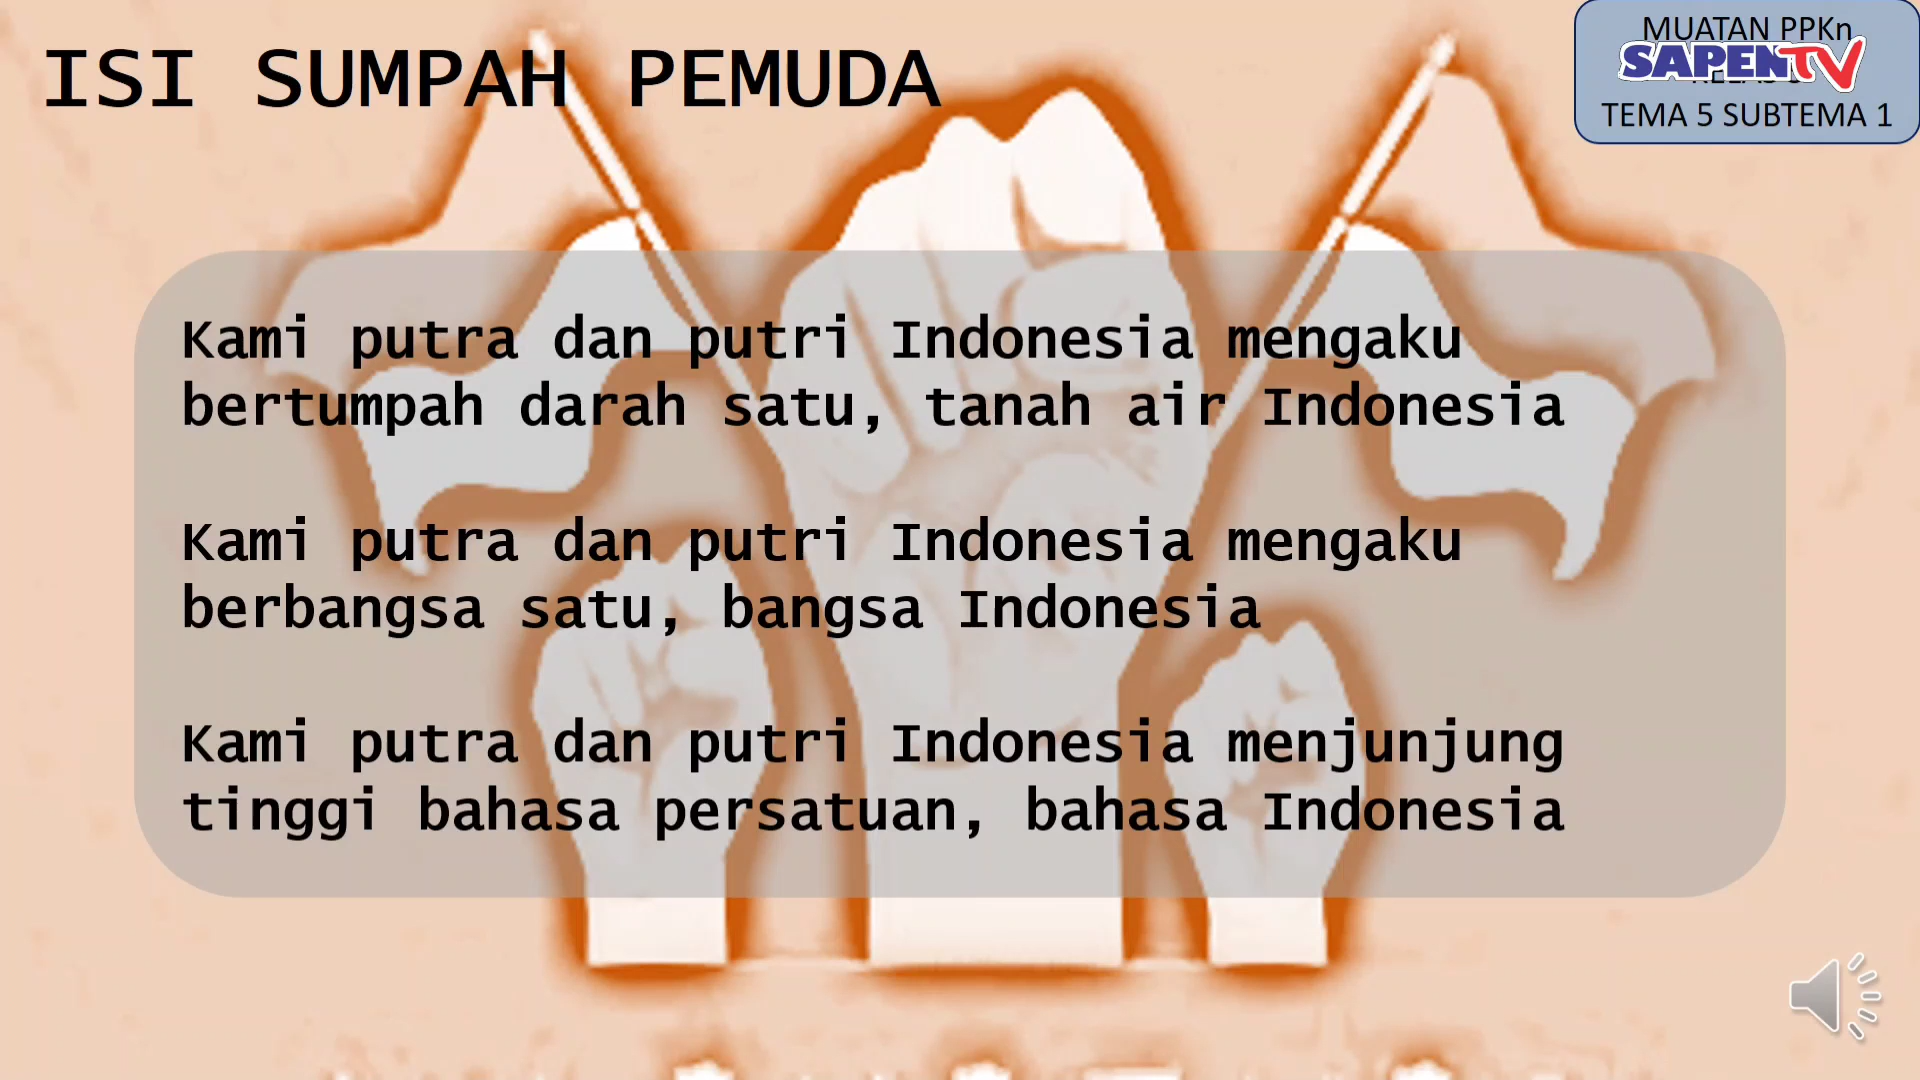 ISI SUMPAH PEMUDA
MUATAN PPKn
SAPENTV
TEMA 5 SUBTEMA 1
Kami putra dan putri Indonesia mengaku
bertumpah darah satu, tanah air Indonesia
Kami putra dan putri Indonesia mengaku
berbangsa satu, bangsa Indonesia
Kami putra dan putri Indonesia menjunjung
tinggi bahasa persatuan, bahasa Indonesia